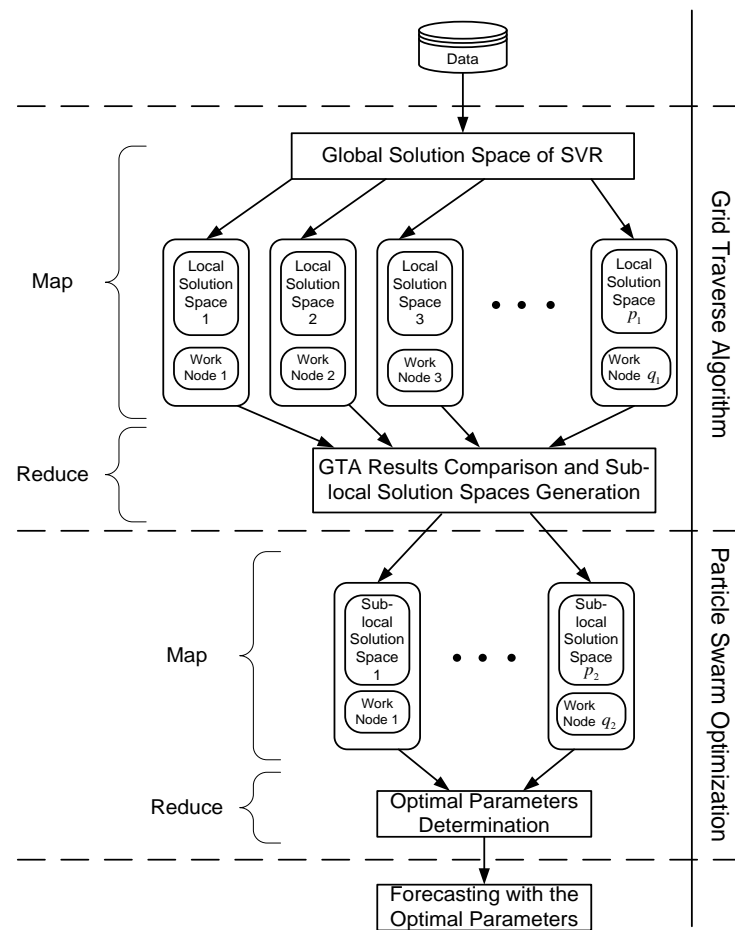 Data
Global Solution Space of SVR
Map
Local
Solution
Space
1
Work
Node 1
Local
Solution
Space
2
Work
Node 2
Local
Solution
Space
3
Work
Node 3
• • •
Local
Solution
Space
p₁
Work
Node q₁
Grid Traverse Algorithm
Reduce
GTA Results Comparison and Sub-
local Solution Spaces Generation
Map
Sub-
local
Solution
Space
1
Work
Node 1
• • •
Sub-
local
Solution
Space
p₂
Work
Node q₂
Particle Swarm Optimization
Reduce
Optimal Parameters
Determination
Forecasting with the
Optimal Parameters